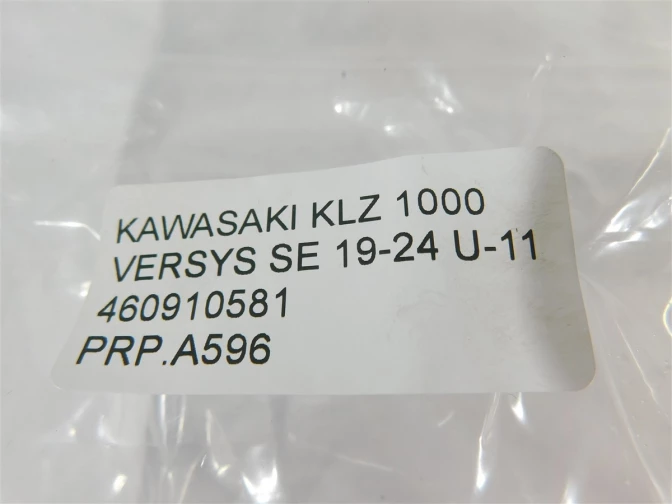 KAWASAKI KLZ 1000
VERSYS SE 19-24 U-11
460910581
PRP.A596